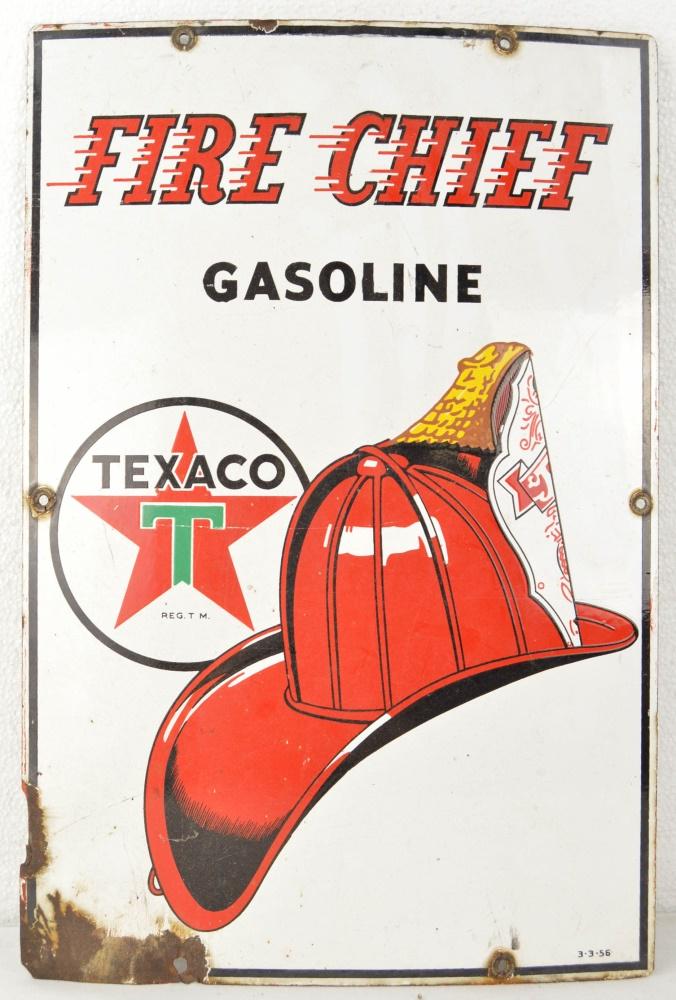 FIRE CHIEF
GASOLINE
TEXACO
T
REG. T M.
3-3-56